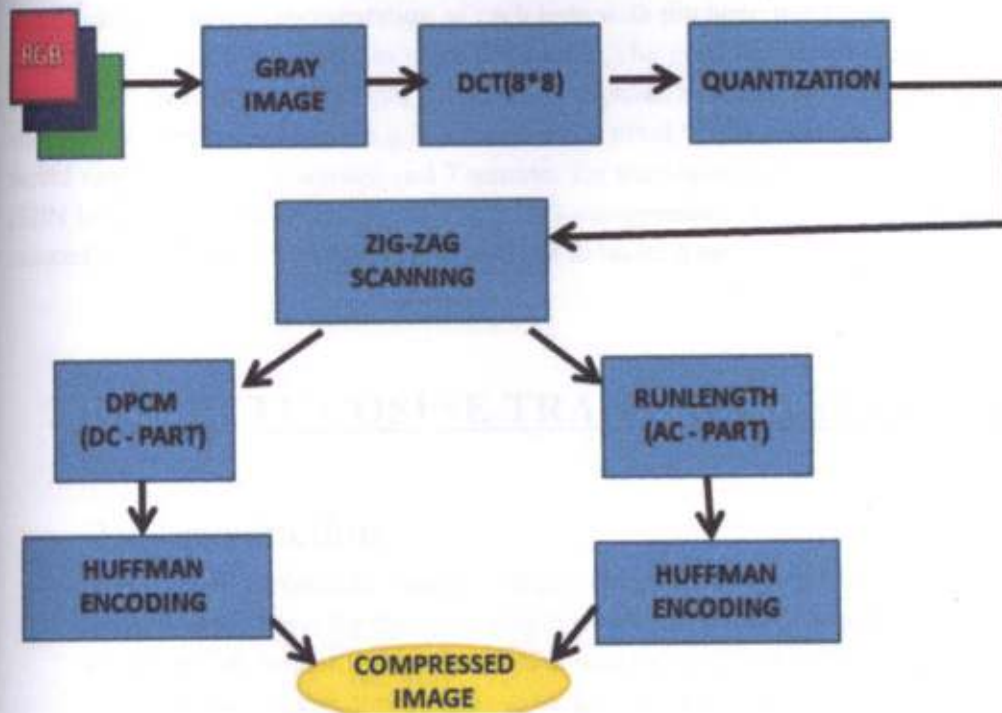 RGB
GRAY
IMAGE
DCT(8*8)
QUANTIZATION
ZIG-ZAG
SCANNING
DPCM
(DC - PART)
RUNLENGTH
(AC - PART)
HUFFMAN
ENCODING
HUFFMAN
ENCODING
COMPRESSED
IMAGE